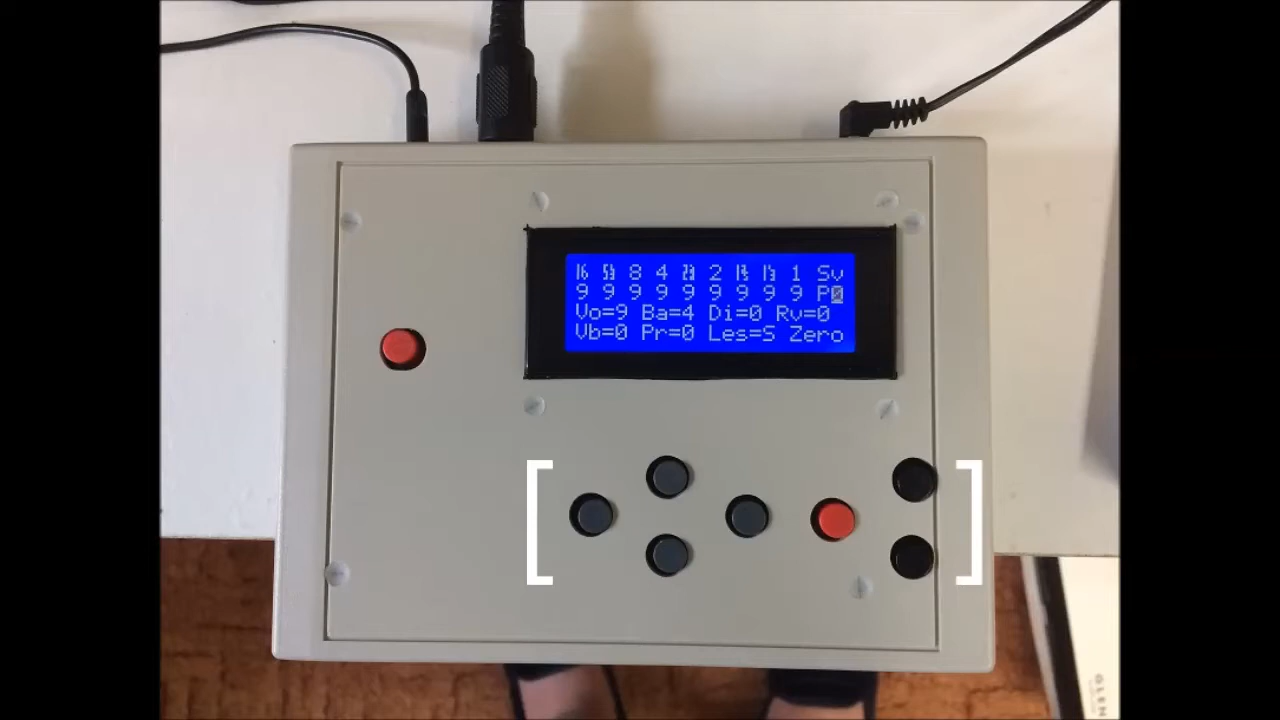 16 5⅓ 8 4 2⅔ 2 1⅗ 1⅓ 1 Sv
9 9 9 9 9 9 9 9 9 P0
Vo=9 Ba=4 Di=0 Rv=0
Vb=0 Pr=0 Les=S Zero
GLEN